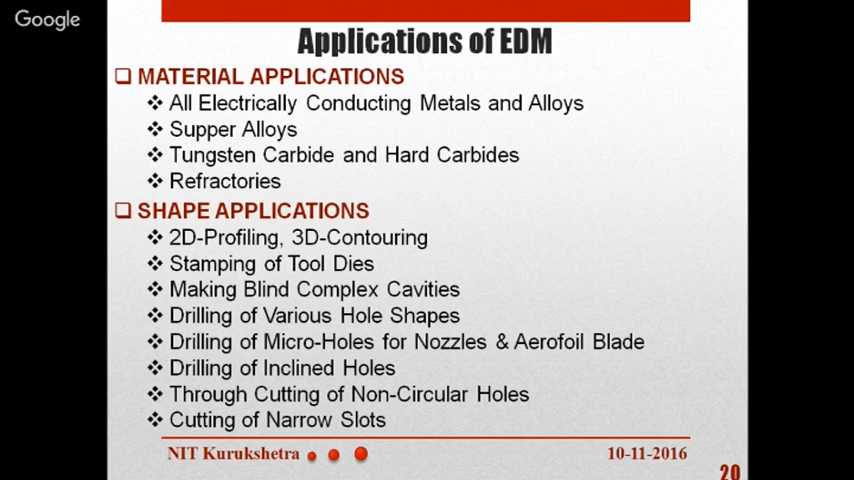 Google
Applications of EDM
MATERIAL APPLICATIONS
All Electrically Conducting Metals and Alloys
Supper Alloys
Tungsten Carbide and Hard Carbides
Refractories
SHAPE APPLICATIONS
2D-Profiling, 3D-Contouring
Stamping of Tool Dies
Making Blind Complex Cavities
Drilling of Various Hole Shapes
Drilling of Micro-Holes for Nozzles & Aerofoil Blade
Drilling of Inclined Holes
Through Cutting of Non-Circular Holes
Cutting of Narrow Slots
NIT Kurukshetra 10-11-2016
20